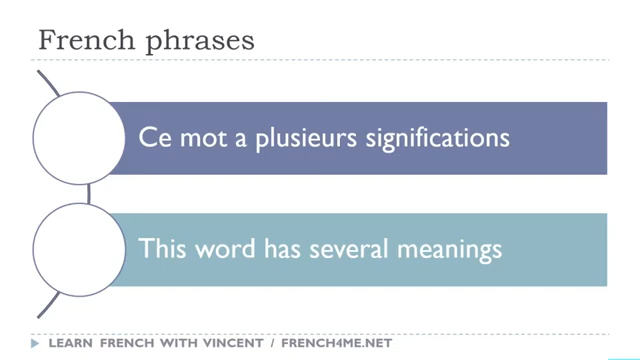 French phrases
Ce mot a plusieurs significations
This word has several meanings
LEARN FRENCH WITH VINCENT / FRENCH4ME.NET